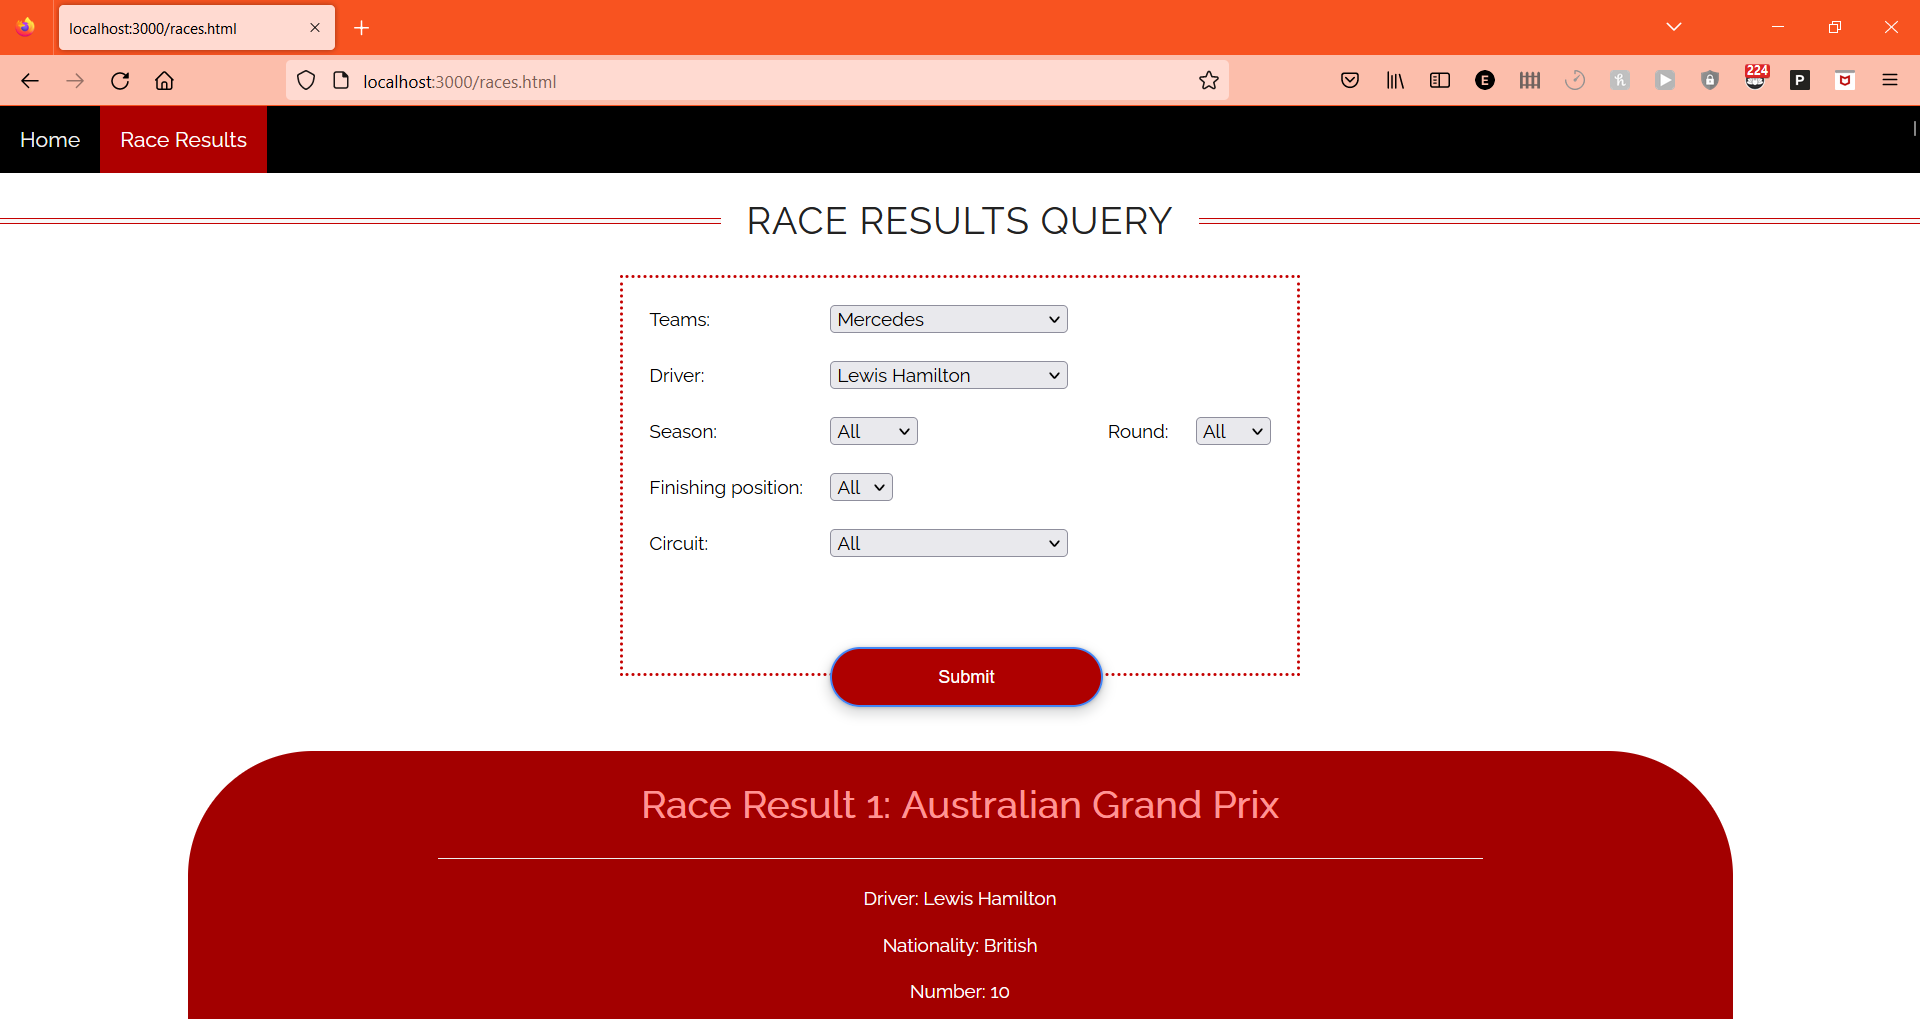 localhost:3000/races.html
localhost:3000/races.html
E
224
P
Home Race Results
RACE RESULTS QUERY
Teams: Mercedes
Driver: Lewis Hamilton
Season: All Round: All
Finishing position: All
Circuit: All
Submit
Race Result 1: Australian Grand Prix
Driver: Lewis Hamilton
Nationality: British
Number: 10